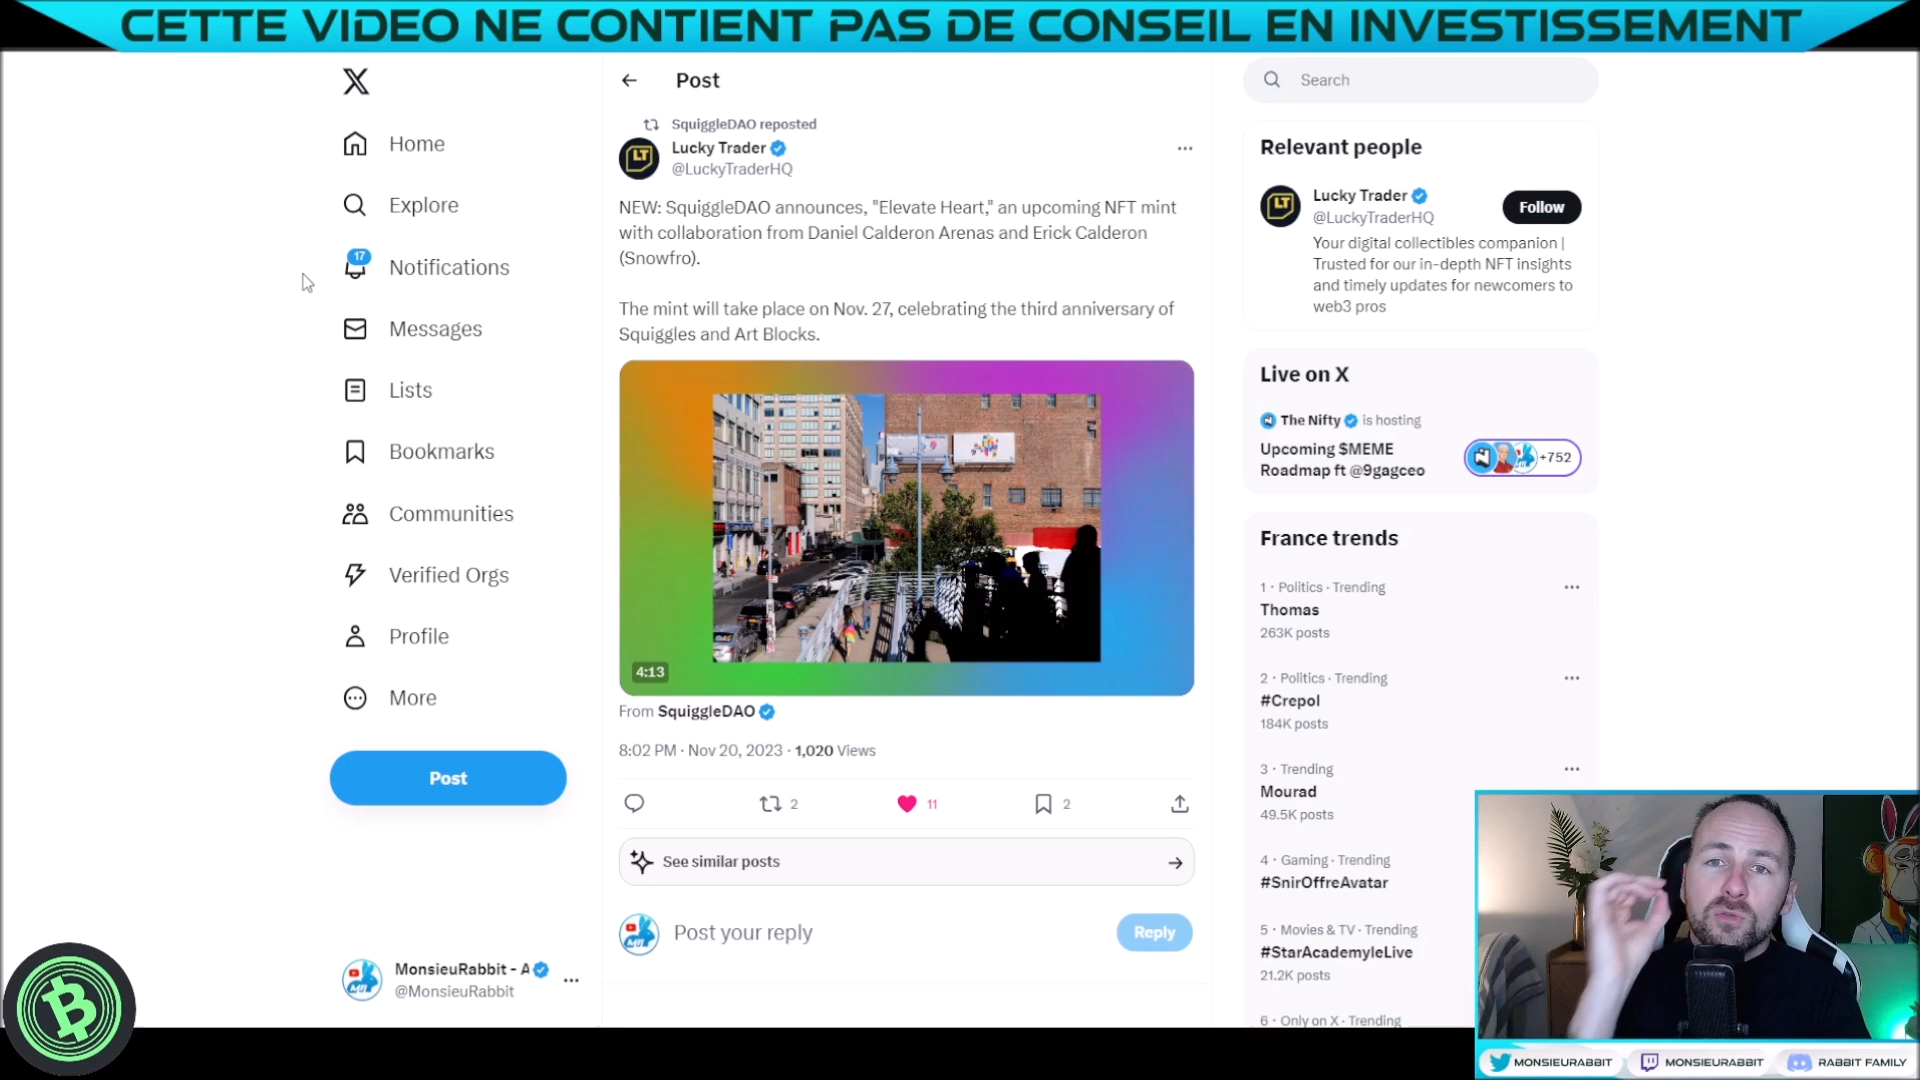 CETTE VIDEO NE CONTIENT PAS DE CONSEIL EN INVESTISSEMENT
Home
Explore
17
Notifications
Messages
Lists
Bookmarks
Communities
Verified Orgs
Profile
More
Post
MonsieuRabbit - A
@MonsieuRabbit
Post
SquiggleDAO reposted
LT
Lucky Trader
@LuckyTraderHQ
NEW: SquiggleDAO announces, "Elevate Heart," an upcoming NFT mint
with collaboration from Daniel Calderon Arenas and Erick Calderon
(Snowfro).
The mint will take place on Nov. 27, celebrating the third anniversary of
Squiggles and Art Blocks.
4:13
From SquiggleDAO
8:02 PM · Nov 20, 2023 · 1,020 Views
2
11
2
See similar posts
Post your reply
Reply
Search
Relevant people
LT
Lucky Trader
@LuckyTraderHQ
Follow
Your digital collectibles companion |
Trusted for our in-depth NFT insights
and timely updates for newcomers to
web3 pros
Live on X
The Nifty is hosting
Upcoming $MEME
Roadmap ft @9gagceo
+752
France trends
1 · Politics · Trending
Thomas
263K posts
2 · Politics · Trending
#Crepol
184K posts
3 · Trending
Mourad
49.5K posts
4 · Gaming · Trending
#SnirOffreAvatar
5 · Movies & TV · Trending
#StarAcademyleLive
21.2K posts
6 · Only on X · Trending
MONSIEURABBIT
MONSIEURABBIT
RABBIT FAMILY